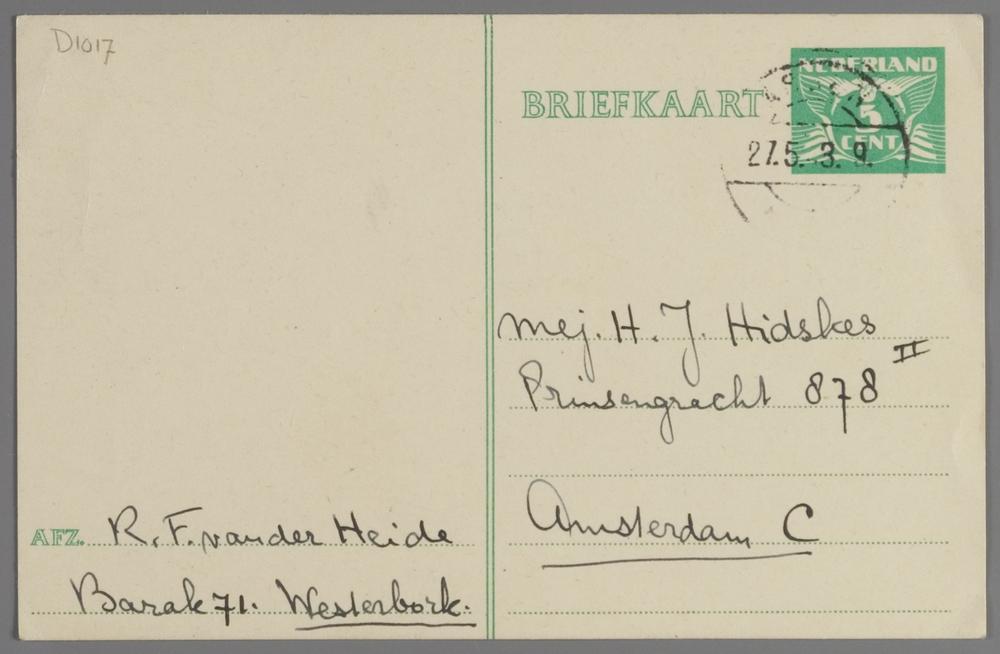 D1017
BRIEFKAART
NEDERLAND
5
CENT
27.5. 3. 9.
mej. H. J. Hidskes
Prinsengracht 878 II
Amsterdam C
AFZ. R. F. van der Heide
Barak 71. Westerbork.